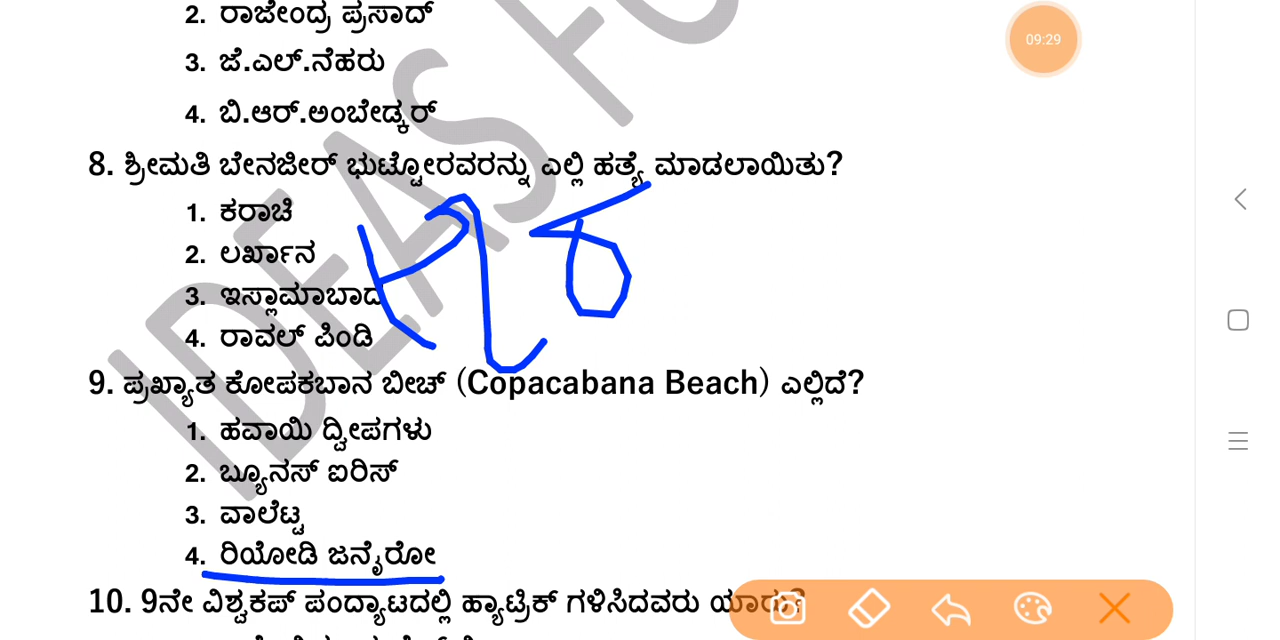 2. ರಾಜೇಂದ್ರ ಪ್ರಸಾದ್
09:29
3. ಜೆ.ಎಲ್.ನೆಹರು
4. ಬಿ.ಆರ್.ಅಂಬೇಡ್ಕರ್
8. ಶ್ರೀಮತಿ ಬೇನಜೀರ್ ಭುಟ್ಟೋರವರನ್ನು ಎಲ್ಲಿ ಹತ್ಯೆ ಮಾಡಲಾಯಿತು?
1. ಕರಾಚಿ
2. ಲರ್ಖಾನ
3. ಇಸ್ಲಾಮಾಬಾದ
4. ರಾವಲ್ ಪಿಂಡಿ
9. ಪ್ರಖ್ಯಾತ ಕೋಪಕಬಾನ ಬೀಚ್ (Copacabana Beach) ಎಲ್ಲಿದೆ?
1. ಹವಾಯಿ ದ್ವೀಪಗಳು
2. ಬ್ಯೂನಸ್ ಐರಿಸ್
3. ವಾಲೆಟ್ಟ
4. ರಿಯೋಡಿ ಜನೈರೋ
10. 9ನೇ ವಿಶ್ವಕಪ್ ಪಂದ್ಯಾಟದಲ್ಲಿ ಹ್ಯಾಟ್ರಿಕ್ ಗಳಿಸಿದವರು ಯಾರು?
IDEAS FO